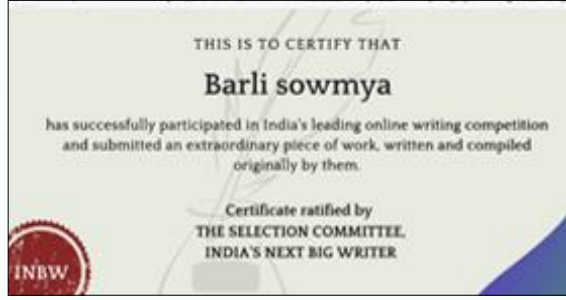 THIS IS TO CERTIFY THAT
Barli sowmya
has successfully participated in India's leading online writing competition
and submitted an extraordinary piece of work, written and compiled
originally by them.
Certificate ratified by
THE SELECTION COMMITTEE,
INDIA'S NEXT BIG WRITER
INBW